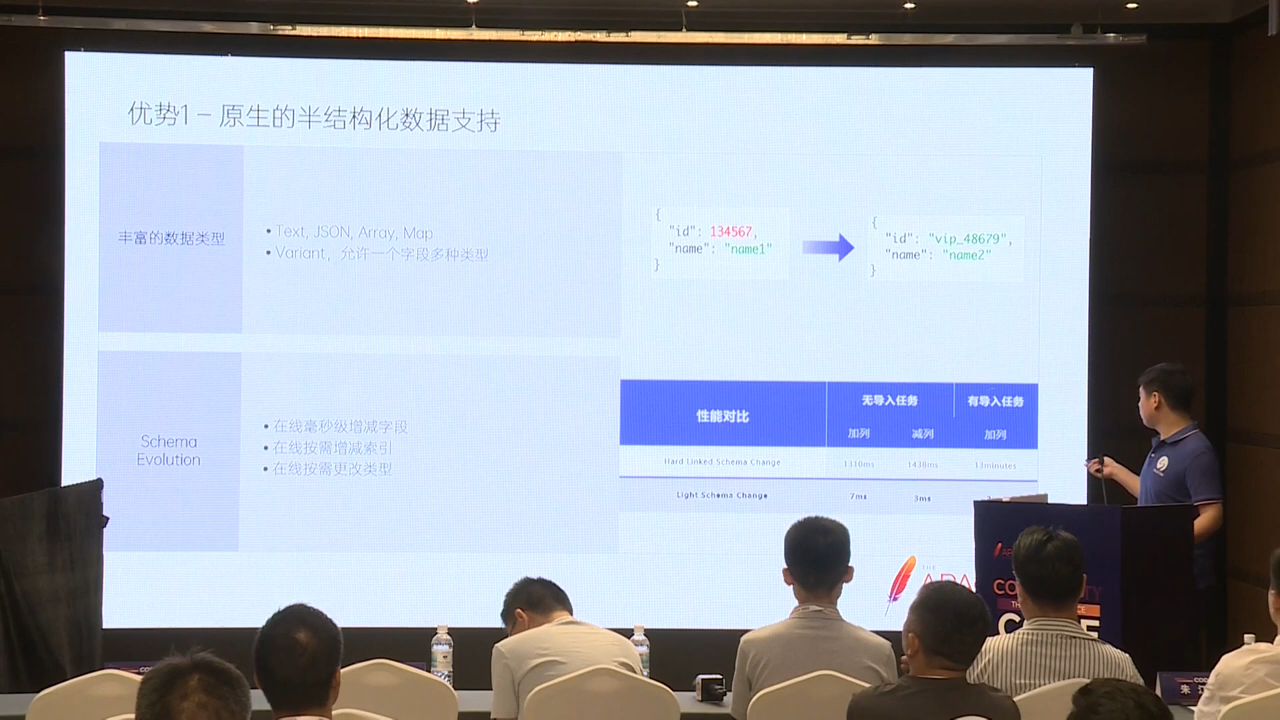 优势1 – 原生的半结构化数据支持
丰富的数据类型
• Text, JSON, Array, Map
• Variant，允许一个字段多种类型
{
"id": 134567,
"name": "name1"
}
{
"id": "vip_48679",
"name": "name2"
}
Schema
Evolution
• 在线毫秒级增减字段
• 在线按需增减索引
• 在线按需更改类型
性能对比
无导入任务
有导入任务
加列
减列
加列
Hard Linked Schema Change
1310ms
1438ms
13minutes
Light Schema Change
7ms
3ms
THE